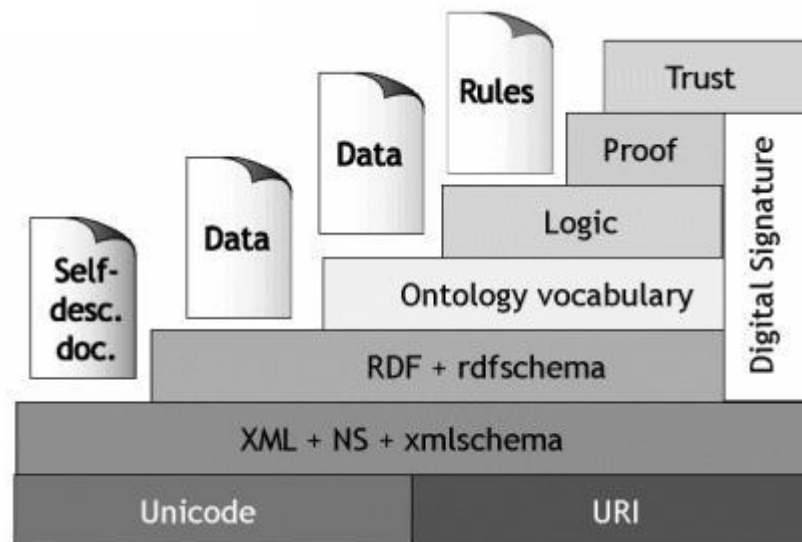 Rules
Trust
Data
Proof
Data
Logic
Self-
desc.
doc.
Ontology vocabulary
Digital Signature
RDF + rdfschema
XML + NS + xmlschema
Unicode
URI